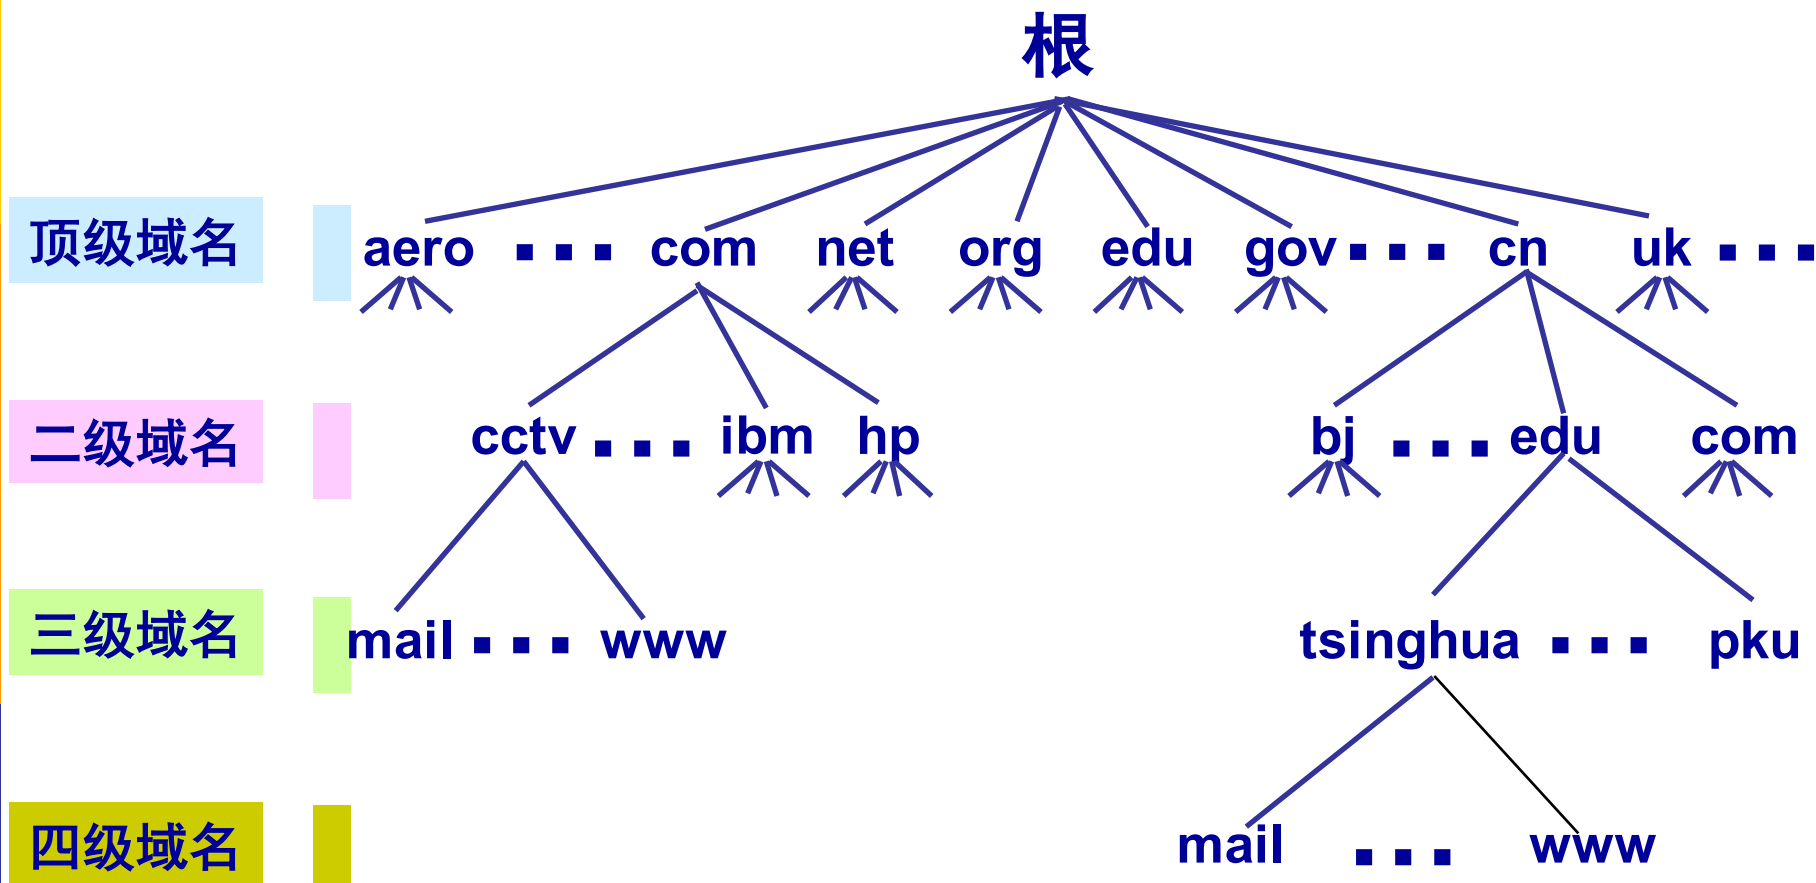 根
顶级域名 aero ▪ ▪ ▪ com net org edu gov ▪ ▪ ▪ cn uk ▪ ▪ ▪
二级域名 cctv ▪ ▪ ▪ ibm hp bj ▪ ▪ ▪ edu com
三级域名 mail ▪ ▪ ▪ www tsinghua ▪ ▪ ▪ pku
四级域名 mail ▪ ▪ ▪ www